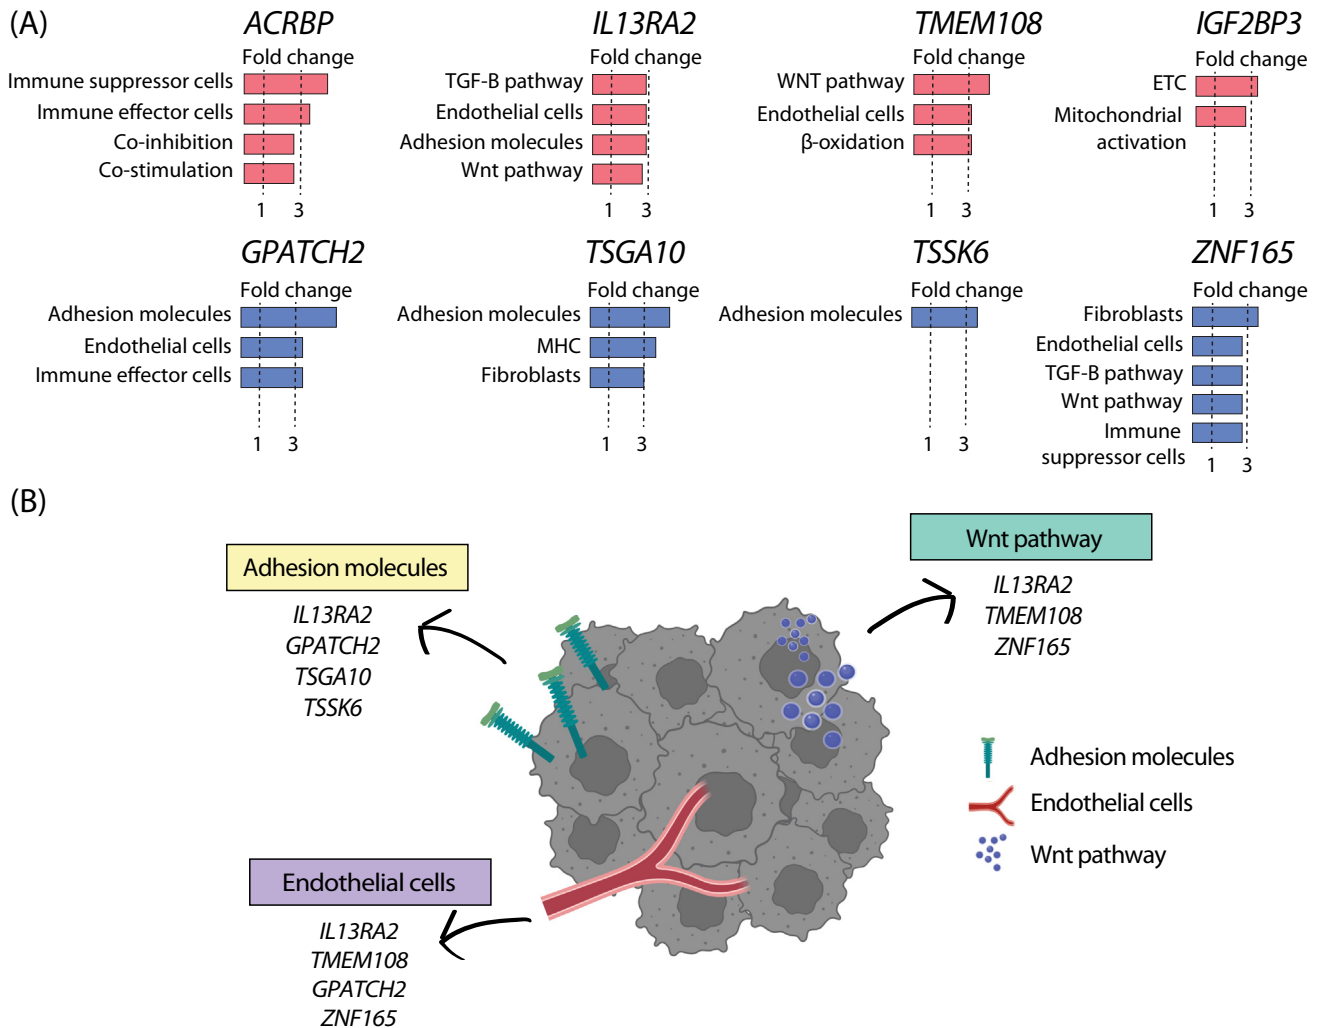 (A)
ACRBP
Fold change
Immune suppressor cells
Immune effector cells
Co-inhibition
Co-stimulation
1 3
IL13RA2
Fold change
TGF-B pathway
Endothelial cells
Adhesion molecules
Wnt pathway
1 3
TMEM108
Fold change
WNT pathway
Endothelial cells
β-oxidation
1 3
IGF2BP3
Fold change
ETC
Mitochondrial
activation
1 3
GPATCH2
Fold change
Adhesion molecules
Endothelial cells
Immune effector cells
1 3
TSGA10
Fold change
Adhesion molecules
MHC
Fibroblasts
1 3
TSSK6
Fold change
Adhesion molecules
1 3
ZNF165
Fold change
Fibroblasts
Endothelial cells
TGF-B pathway
Wnt pathway
Immune
suppressor cells
1 3
(B)
Adhesion molecules
IL13RA2
GPATCH2
TSGA10
TSSK6
Wnt pathway
IL13RA2
TMEM108
ZNF165
Adhesion molecules
Endothelial cells
Wnt pathway
Endothelial cells
IL13RA2
TMEM108
GPATCH2
ZNF165